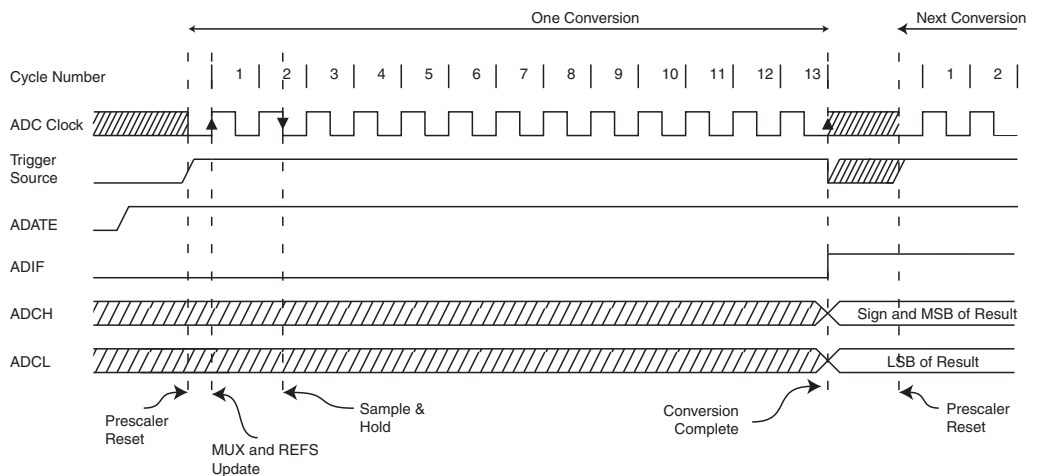 One Conversion
Next Conversion
Cycle Number
1 2 3 4 5 6 7 8 9 10 11 12 13 1 2
ADC Clock
Trigger
Source
ADATE
ADIF
ADCH
Sign and MSB of Result
ADCL
LSB of Result
Prescaler
Reset
MUX and REFS
Update
Sample &
Hold
Conversion
Complete
Prescaler
Reset